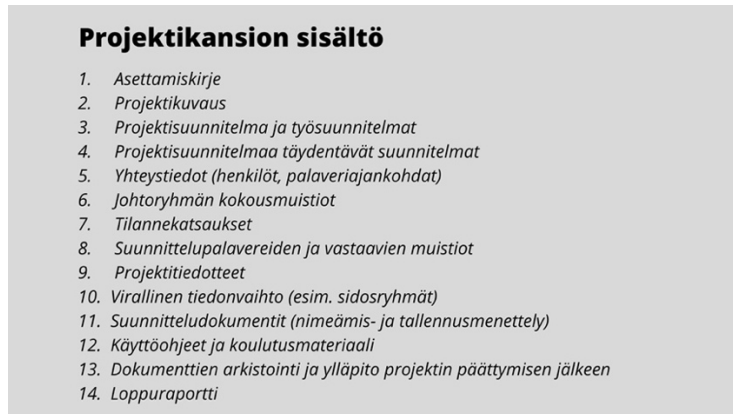 Projektikansion sisältö
1. Asettamiskirje
2. Projektikuvaus
3. Projektisuunnitelma ja työsuunnitelmat
4. Projektisuunnitelmaa täydentävät suunnitelmat
5. Yhteystiedot (henkilöt, palaveriajankohdat)
6. Johtoryhmän kokousmuistiot
7. Tilannekatsaukset
8. Suunnittelupalavereiden ja vastaavien muistiot
9. Projektitiedotteet
10. Virallinen tiedonvaihto (esim. sidosryhmät)
11. Suunnitteludokumentit (nimeämis- ja tallennusmenettely)
12. Käyttöohjeet ja koulutusmateriaali
13. Dokumenttien arkistointi ja ylläpito projektin päättymisen jälkeen
14. Loppuraportti